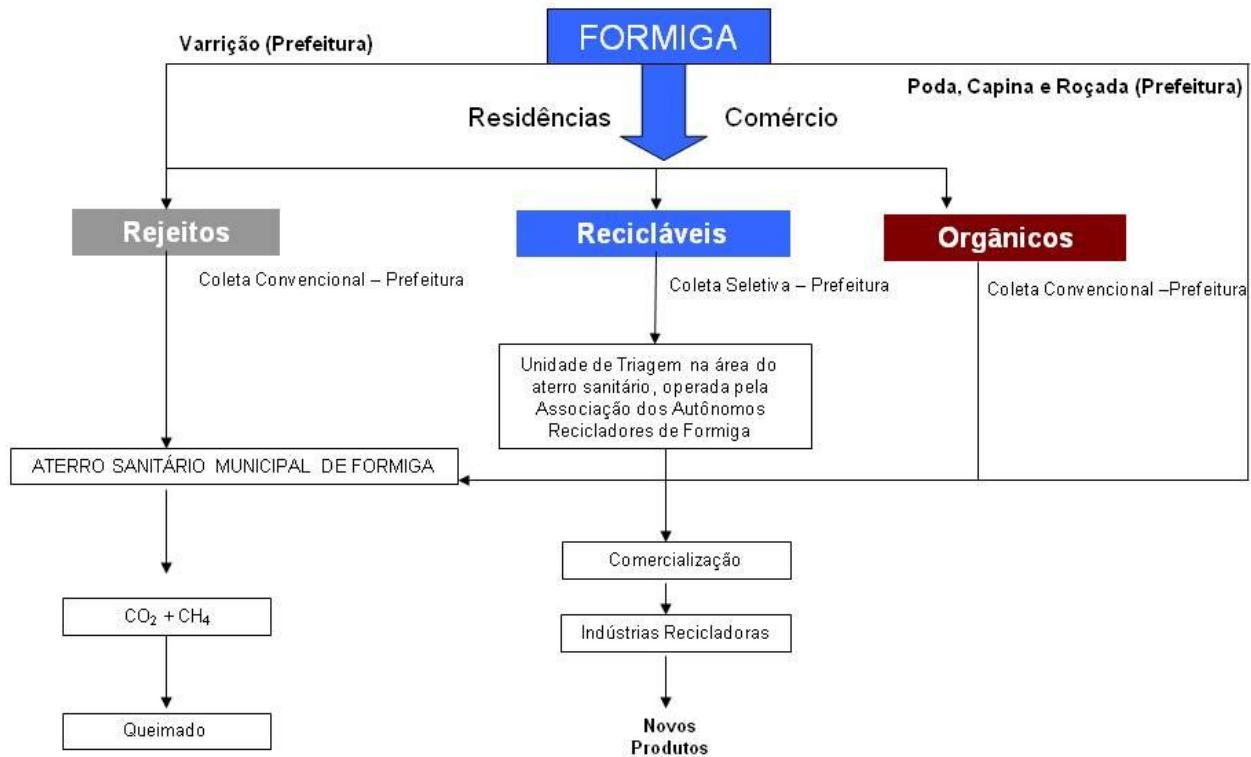 FORMIGA
Varrição (Prefeitura)
Poda, Capina e Roçada (Prefeitura)
Residências
Comércio
Rejeitos
Recicláveis
Orgânicos
Coleta Convencional – Prefeitura
Coleta Seletiva – Prefeitura
Coleta Convencional –Prefeitura
Unidade de Triagem na área do
aterro sanitário, operada pela
Associação dos Autônomos
Recicladores de Formiga
ATERRO SANITÁRIO MUNICIPAL DE FORMIGA
Comercialização
CO₂ + CH₄
Indústrias Recicladoras
Queimado
Novos
Produtos